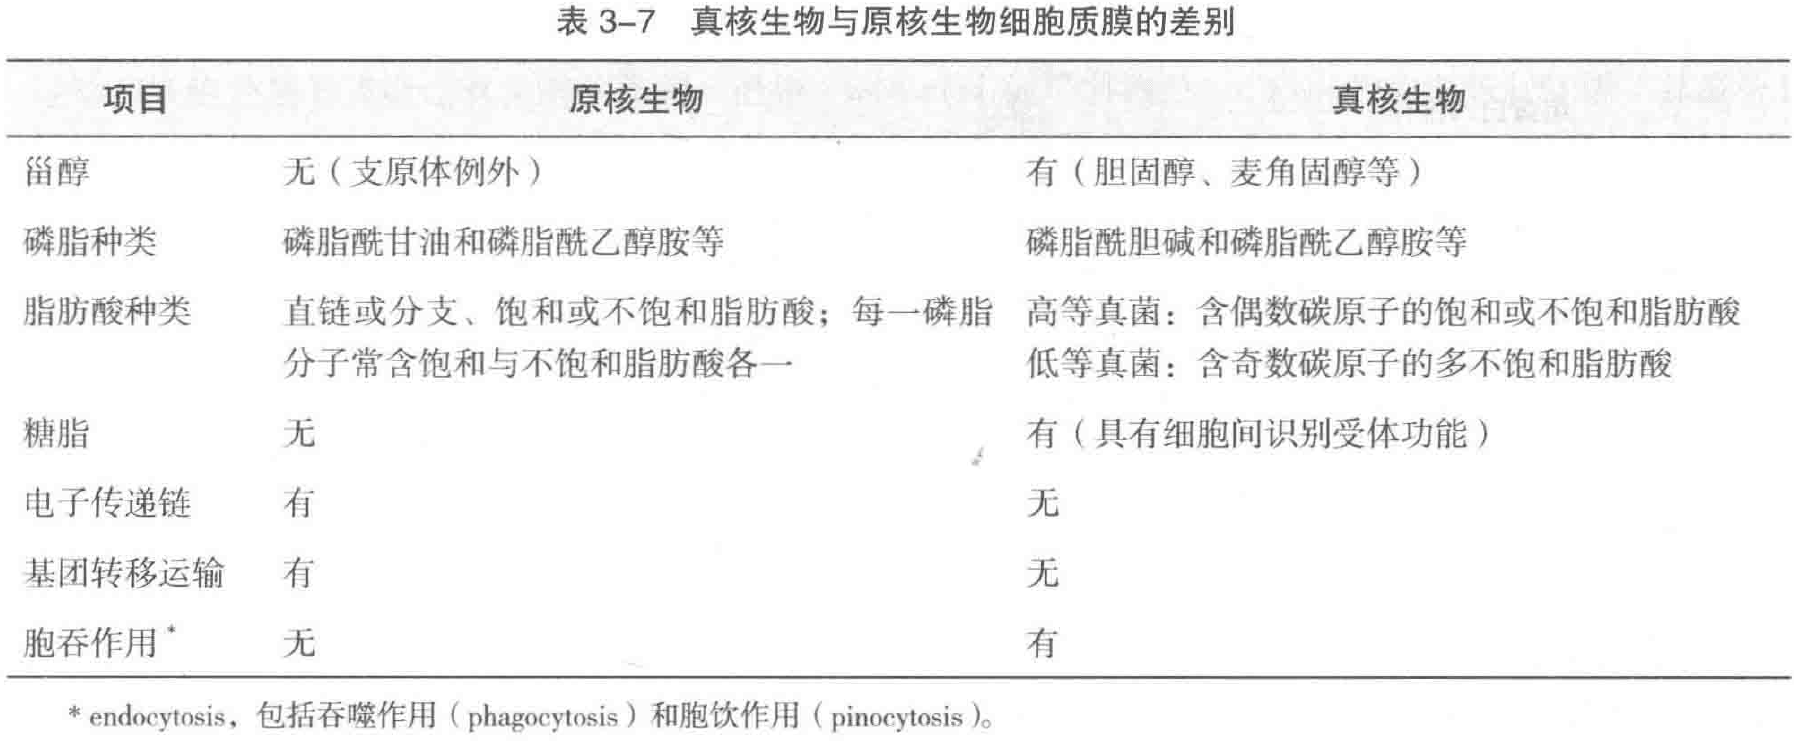 表 3-7 真核生物与原核生物细胞质膜的差别
项目 原核生物 真核生物
甾醇 无（支原体例外） 有（胆固醇、麦角固醇等）
磷脂种类 磷脂酰甘油和磷脂酰乙醇胺等 磷脂酰胆碱和磷脂酰乙醇胺等
脂肪酸种类 直链或分支、饱和或不饱和脂肪酸；每一磷脂 高等真菌：含偶数碳原子的饱和或不饱和脂肪酸
分子常含饱和与不饱和脂肪酸各一 低等真菌：含奇数碳原子的多不饱和脂肪酸
糖脂 无 有（具有细胞间识别受体功能）
电子传递链 有 无
基团转移运输 有 无
胞吞作用* 无 有
* endocytosis，包括吞噬作用（phagocytosis）和胞饮作用（pinocytosis）。